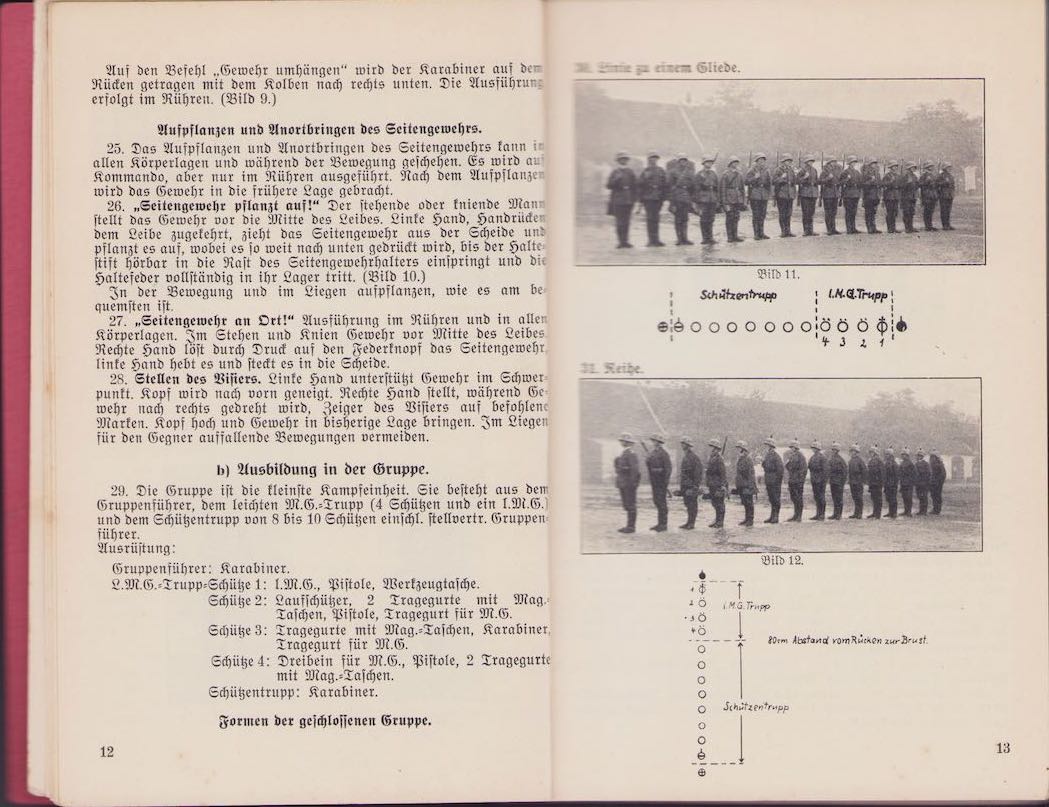 Auf den Befehl „Gewehr umhängen“ wird der Karabiner auf dem
Rücken getragen mit dem Kolben nach rechts unten. Die Ausführung
erfolgt im Rühren. (Bild 9.)
Aufpflanzen und Anortbringen des Seitengewehrs.
25. Das Aufpflanzen und Anortbringen des Seitengewehrs kann in
allen Körperlagen und während der Bewegung geschehen. Es wird auf
Kommando, aber nur im Rühren ausgeführt. Nach dem Aufpflanzen
wird das Gewehr in die frühere Lage gebracht.
26. „Seitengewehr pflanzt auf!“ Der stehende oder kniende Mann
stellt das Gewehr vor die Mitte des Leibes. Linke Hand, Handrücken
dem Leibe zugekehrt, zieht das Seitengewehr aus der Scheide und
pflanzt es auf, wobei es so weit nach unten gedrückt wird, bis der Halte-
stift hörbar in die Rast des Seitengewehrhalters einspringt und die
Haltefeder vollständig in ihr Lager tritt. (Bild 10.)
In der Bewegung und im Liegen aufpflanzen, wie es am be-
quemsten ist.
27. „Seitengewehr an Ort!“ Ausführung im Rühren und in allen
Körperlagen. Im Stehen und Knien Gewehr vor Mitte des Leibes.
Rechte Hand löst durch Druck auf den Federknopf das Seitengewehr,
linke Hand hebt es und steckt es in die Scheide.
28. Stellen des Visiers. Linke Hand unterstützt Gewehr im Schwer-
punkt. Kopf wird nach vorn geneigt. Rechte Hand stellt, während Ge-
wehr nach rechts gedreht wird, Zeiger des Visiers auf befohlene
Marken. Kopf hoch und Gewehr in bisherige Lage bringen. Im Liegen
für den Gegner auffallende Bewegungen vermeiden.
b) Ausbildung in der Gruppe.
29. Die Gruppe ist die kleinste Kampfeinheit. Sie besteht aus dem
Gruppenführer, dem leichten M.G.-Trupp (4 Schützen und ein l.M.G.)
und dem Schützentrupp von 8 bis 10 Schützen einschl. stellvertr. Gruppen-
führer.
Ausrüstung:
Gruppenführer: Karabiner.
L.M.G.-Trupp-Schütze 1: l.M.G., Pistole, Werkzeugtasche.
Schütze 2: Laufschützer, 2 Tragegurte mit Mag.-
Taschen, Pistole, Tragegurt für M.G.
Schütze 3: Tragegurte mit Mag.-Taschen, Karabiner,
Tragegurt für M.G.
Schütze 4: Dreibein für M.G., Pistole, 2 Tragegurte
mit Mag.-Taschen.
Schützentrupp: Karabiner.
Formen der geschlossenen Gruppe.
12
30. Linie zu einem Gliede.
Bild 11.
Schützentrupp l.M.G.Trupp
4 3 2 1
31. Reihe.
Bild 12.
1
2
l.M.G.Trupp
3
4
80cm Abstand vom Rücken zur Brust.
Schützentrupp
13